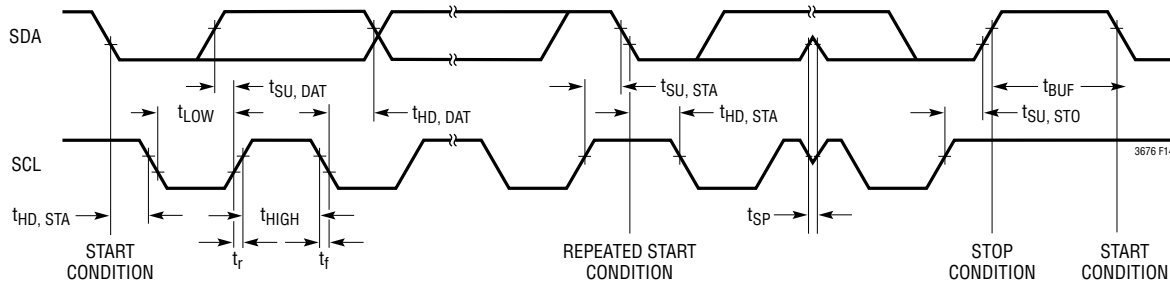 SDA
tSU, DAT
tSU, STA
tBUF
tLOW
tHD, DAT
tHD, STA
tSU, STO
SCL
3676 F14
tHD, STA
tHIGH
tSP
tr
tf
START
CONDITION
REPEATED START
CONDITION
STOP
CONDITION
START
CONDITION